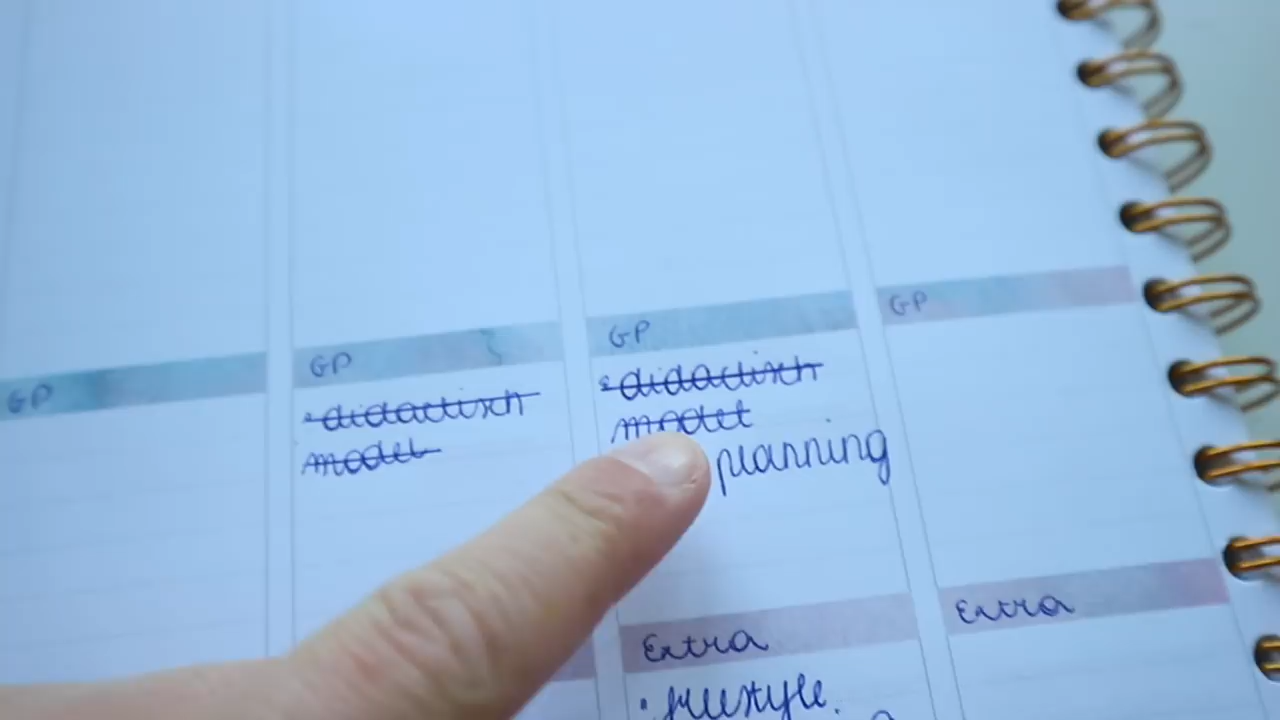 GP
GP
• didactisch
model
GP
• didactisch
model
planning
GP
Extra
Extra